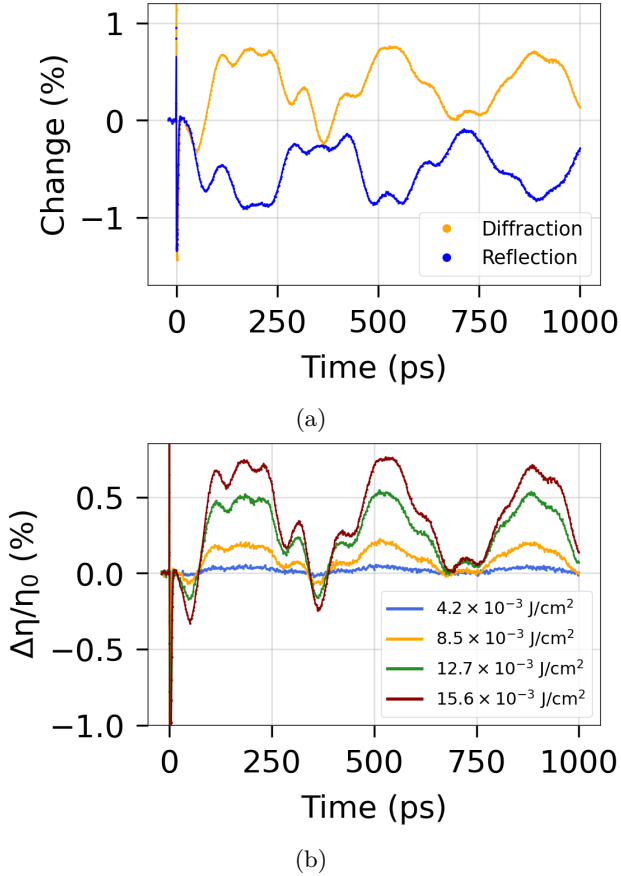 1
0
−1
Change (%)
Diffraction
Reflection
0 250 500 750 1000
Time (ps)
(a)
0.5
0.0
−0.5
−1.0
Δη/η₀ (%)
4.2 × 10⁻³ J/cm²
8.5 × 10⁻³ J/cm²
12.7 × 10⁻³ J/cm²
15.6 × 10⁻³ J/cm²
0 250 500 750 1000
Time (ps)
(b)